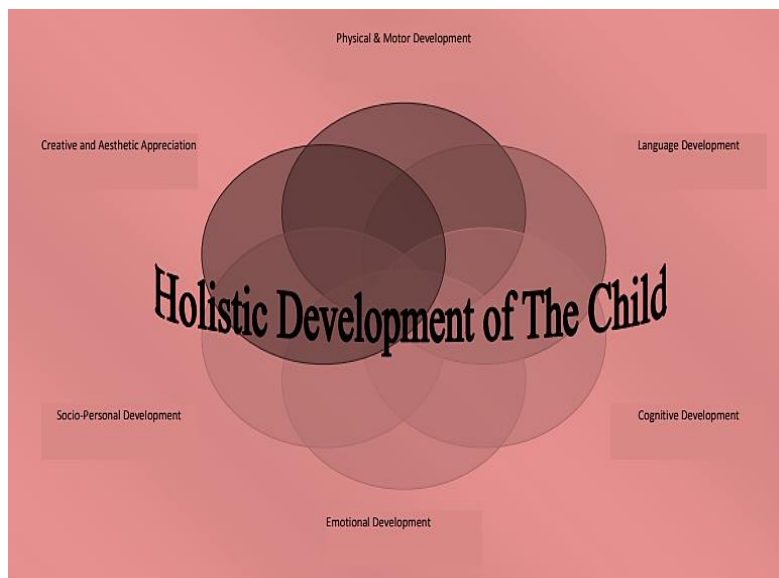 Physical & Motor Development
Creative and Aesthetic Appreciation
Language Development
Holistic Development of The Child
Socio-Personal Development
Cognitive Development
Emotional Development